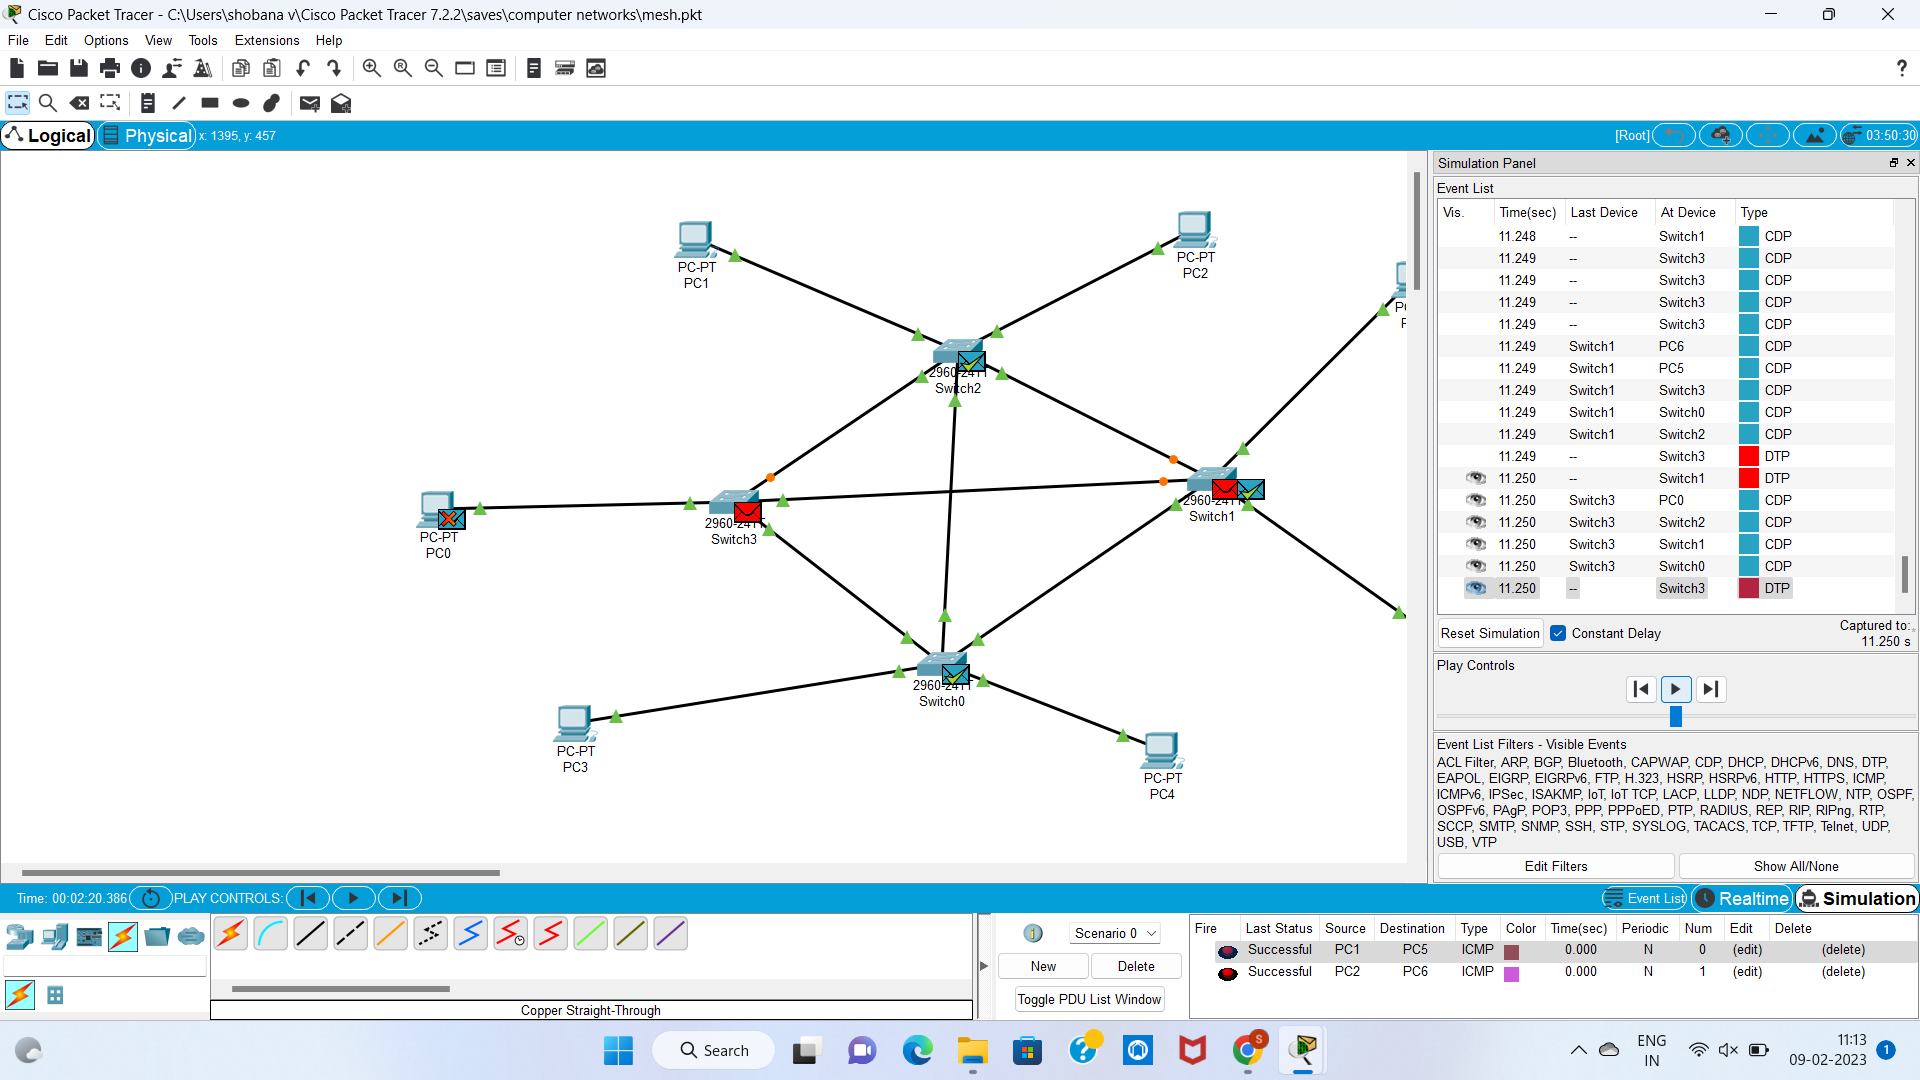 Cisco Packet Tracer - C:\Users\shobana v\Cisco Packet Tracer 7.2.2\saves\computer networks\mesh.pkt
File Edit Options View Tools Extensions Help
?
Logical Physical x: 1395, y: 457 [Root] 03:50:30
PC-PT
PC1
PC-PT
PC2
Switch2
PC-PT
PC0
Switch3
Switch1
Switch0
PC-PT
PC3
PC-PT
PC4
Simulation Panel
Event List
Vis. Time(sec) Last Device At Device Type
11.248 -- Switch1 CDP
11.249 -- Switch3 CDP
11.249 -- Switch3 CDP
11.249 -- Switch3 CDP
11.249 -- Switch3 CDP
11.249 Switch1 PC6 CDP
11.249 Switch1 PC5 CDP
11.249 Switch1 Switch3 CDP
11.249 Switch1 Switch0 CDP
11.249 Switch1 Switch2 CDP
11.249 -- Switch3 DTP
11.250 -- Switch1 DTP
11.250 Switch3 PC0 CDP
11.250 Switch3 Switch2 CDP
11.250 Switch3 Switch1 CDP
11.250 Switch3 Switch0 CDP
11.250 -- Switch3 DTP
Reset Simulation Constant Delay Captured to:
11.250 s
Play Controls
Event List Filters - Visible Events
ACL Filter, ARP, BGP, Bluetooth, CAPWAP, CDP, DHCP, DHCPv6, DNS, DTP,
EAPOL, EIGRP, EIGRPv6, FTP, H.323, HSRP, HSRPv6, HTTP, HTTPS, ICMP,
ICMPv6, IPSec, ISAKMP, IoT, IoT TCP, LACP, LLDP, NDP, NETFLOW, NTP, OSPF,
OSPFv6, PAgP, POP3, PPP, PPPoED, PTP, RADIUS, REP, RIP, RIPng, RTP,
SCCP, SMTP, SNMP, SSH, STP, SYSLOG, TACACS, TCP, TFTP, Telnet, UDP,
USB, VTP
Edit Filters Show All/None
Time: 00:02:20.386 PLAY CONTROLS: Event List Realtime Simulation
Copper Straight-Through
Scenario 0
New Delete
Toggle PDU List Window
Fire Last Status Source Destination Type Color Time(sec) Periodic Num Edit Delete
Successful PC1 PC5 ICMP 0.000 N 0 (edit) (delete)
Successful PC2 PC6 ICMP 0.000 N 1 (edit) (delete)
Search
S
ENG
IN
11:13
09-02-2023
1